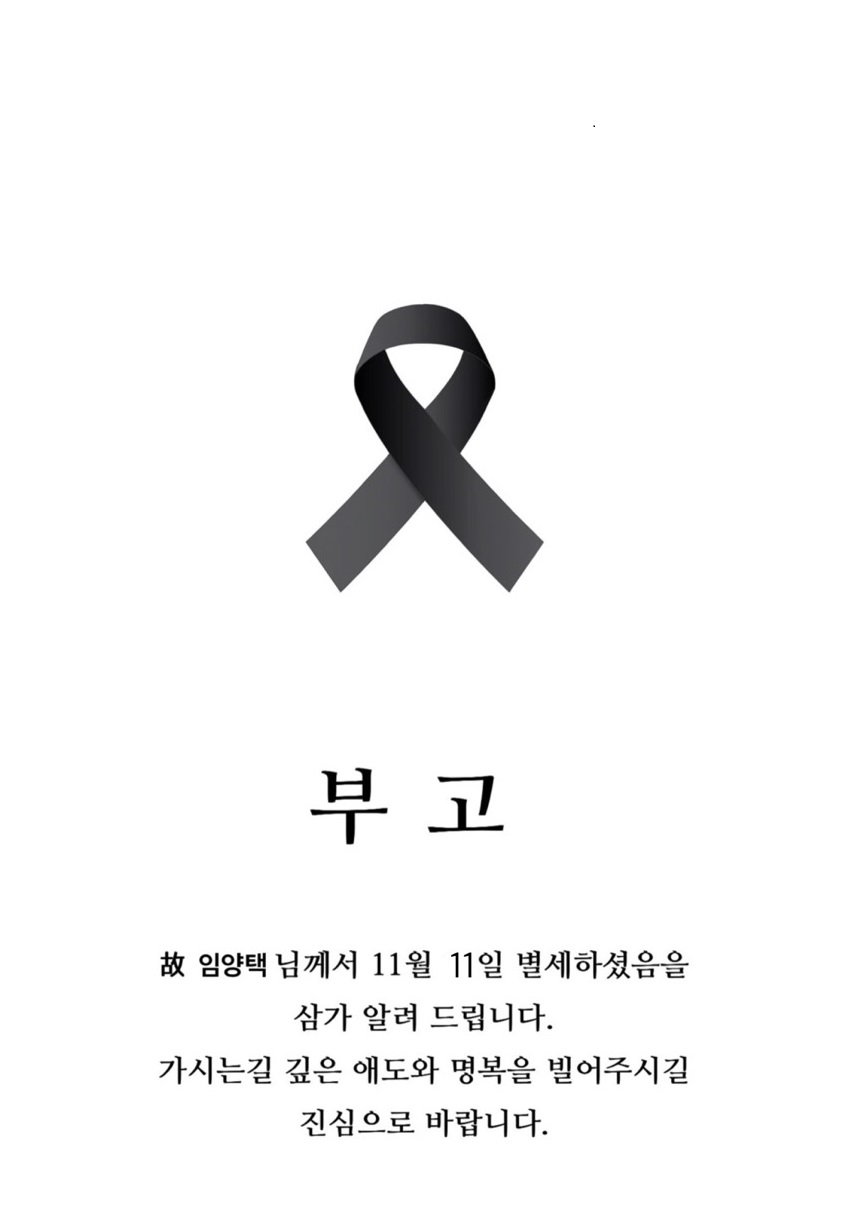 부 고
故 임양택 님께서 11월 11일 별세하셨음을
삼가 알려 드립니다.
가시는길 깊은 애도와 명복을 빌어주시길
진심으로 바랍니다.